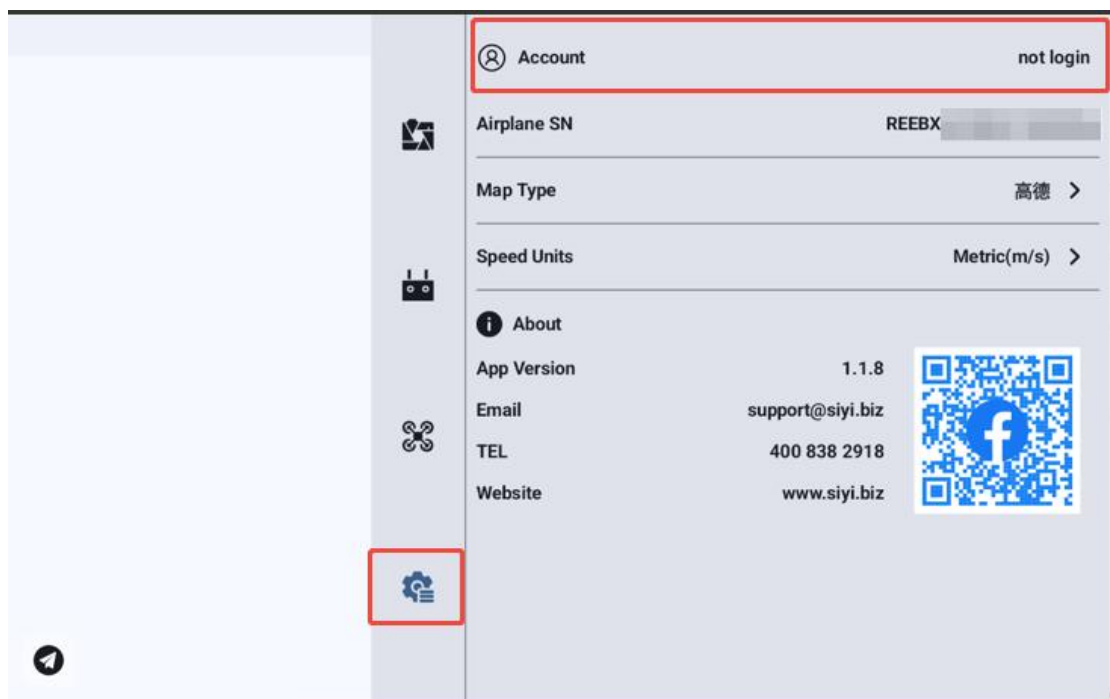 Account not login
Airplane SN REEBX
Map Type 高德
Speed Units Metric(m/s)
About
App Version 1.1.8
Email support@siyi.biz
TEL 400 838 2918
Website www.siyi.biz